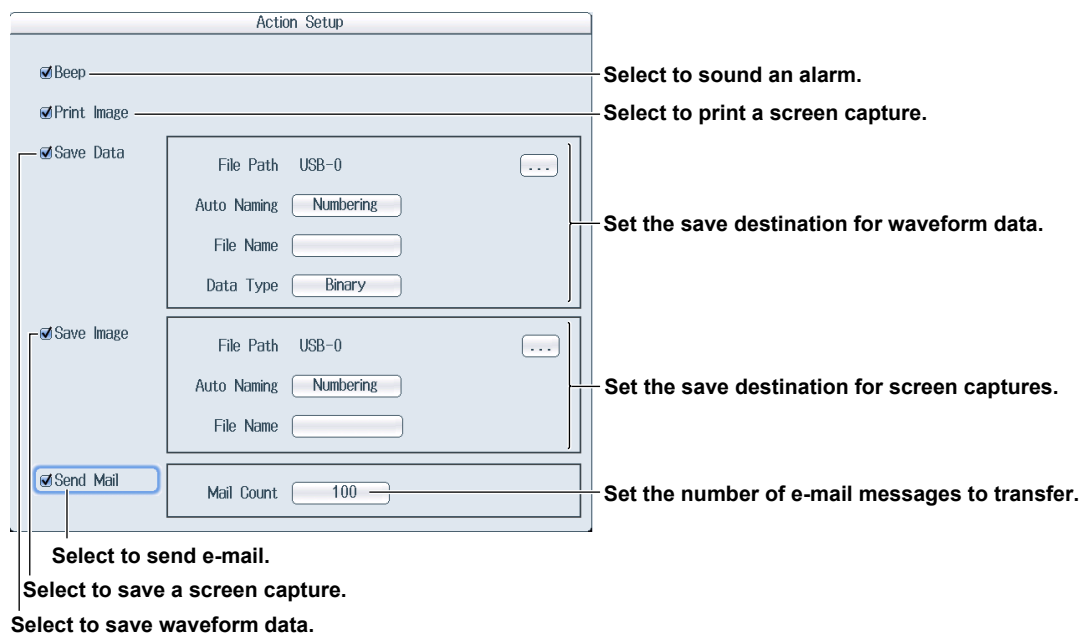 Action Setup
Beep
Select to sound an alarm.
Print Image
Select to print a screen capture.
Save Data
File Path USB-0 ...
Auto Naming Numbering
Set the save destination for waveform data.
File Name
Data Type Binary
Save Image
File Path USB-0 ...
Auto Naming Numbering
Set the save destination for screen captures.
File Name
Send Mail
Mail Count 100
Set the number of e-mail messages to transfer.
Select to send e-mail.
Select to save a screen capture.
Select to save waveform data.